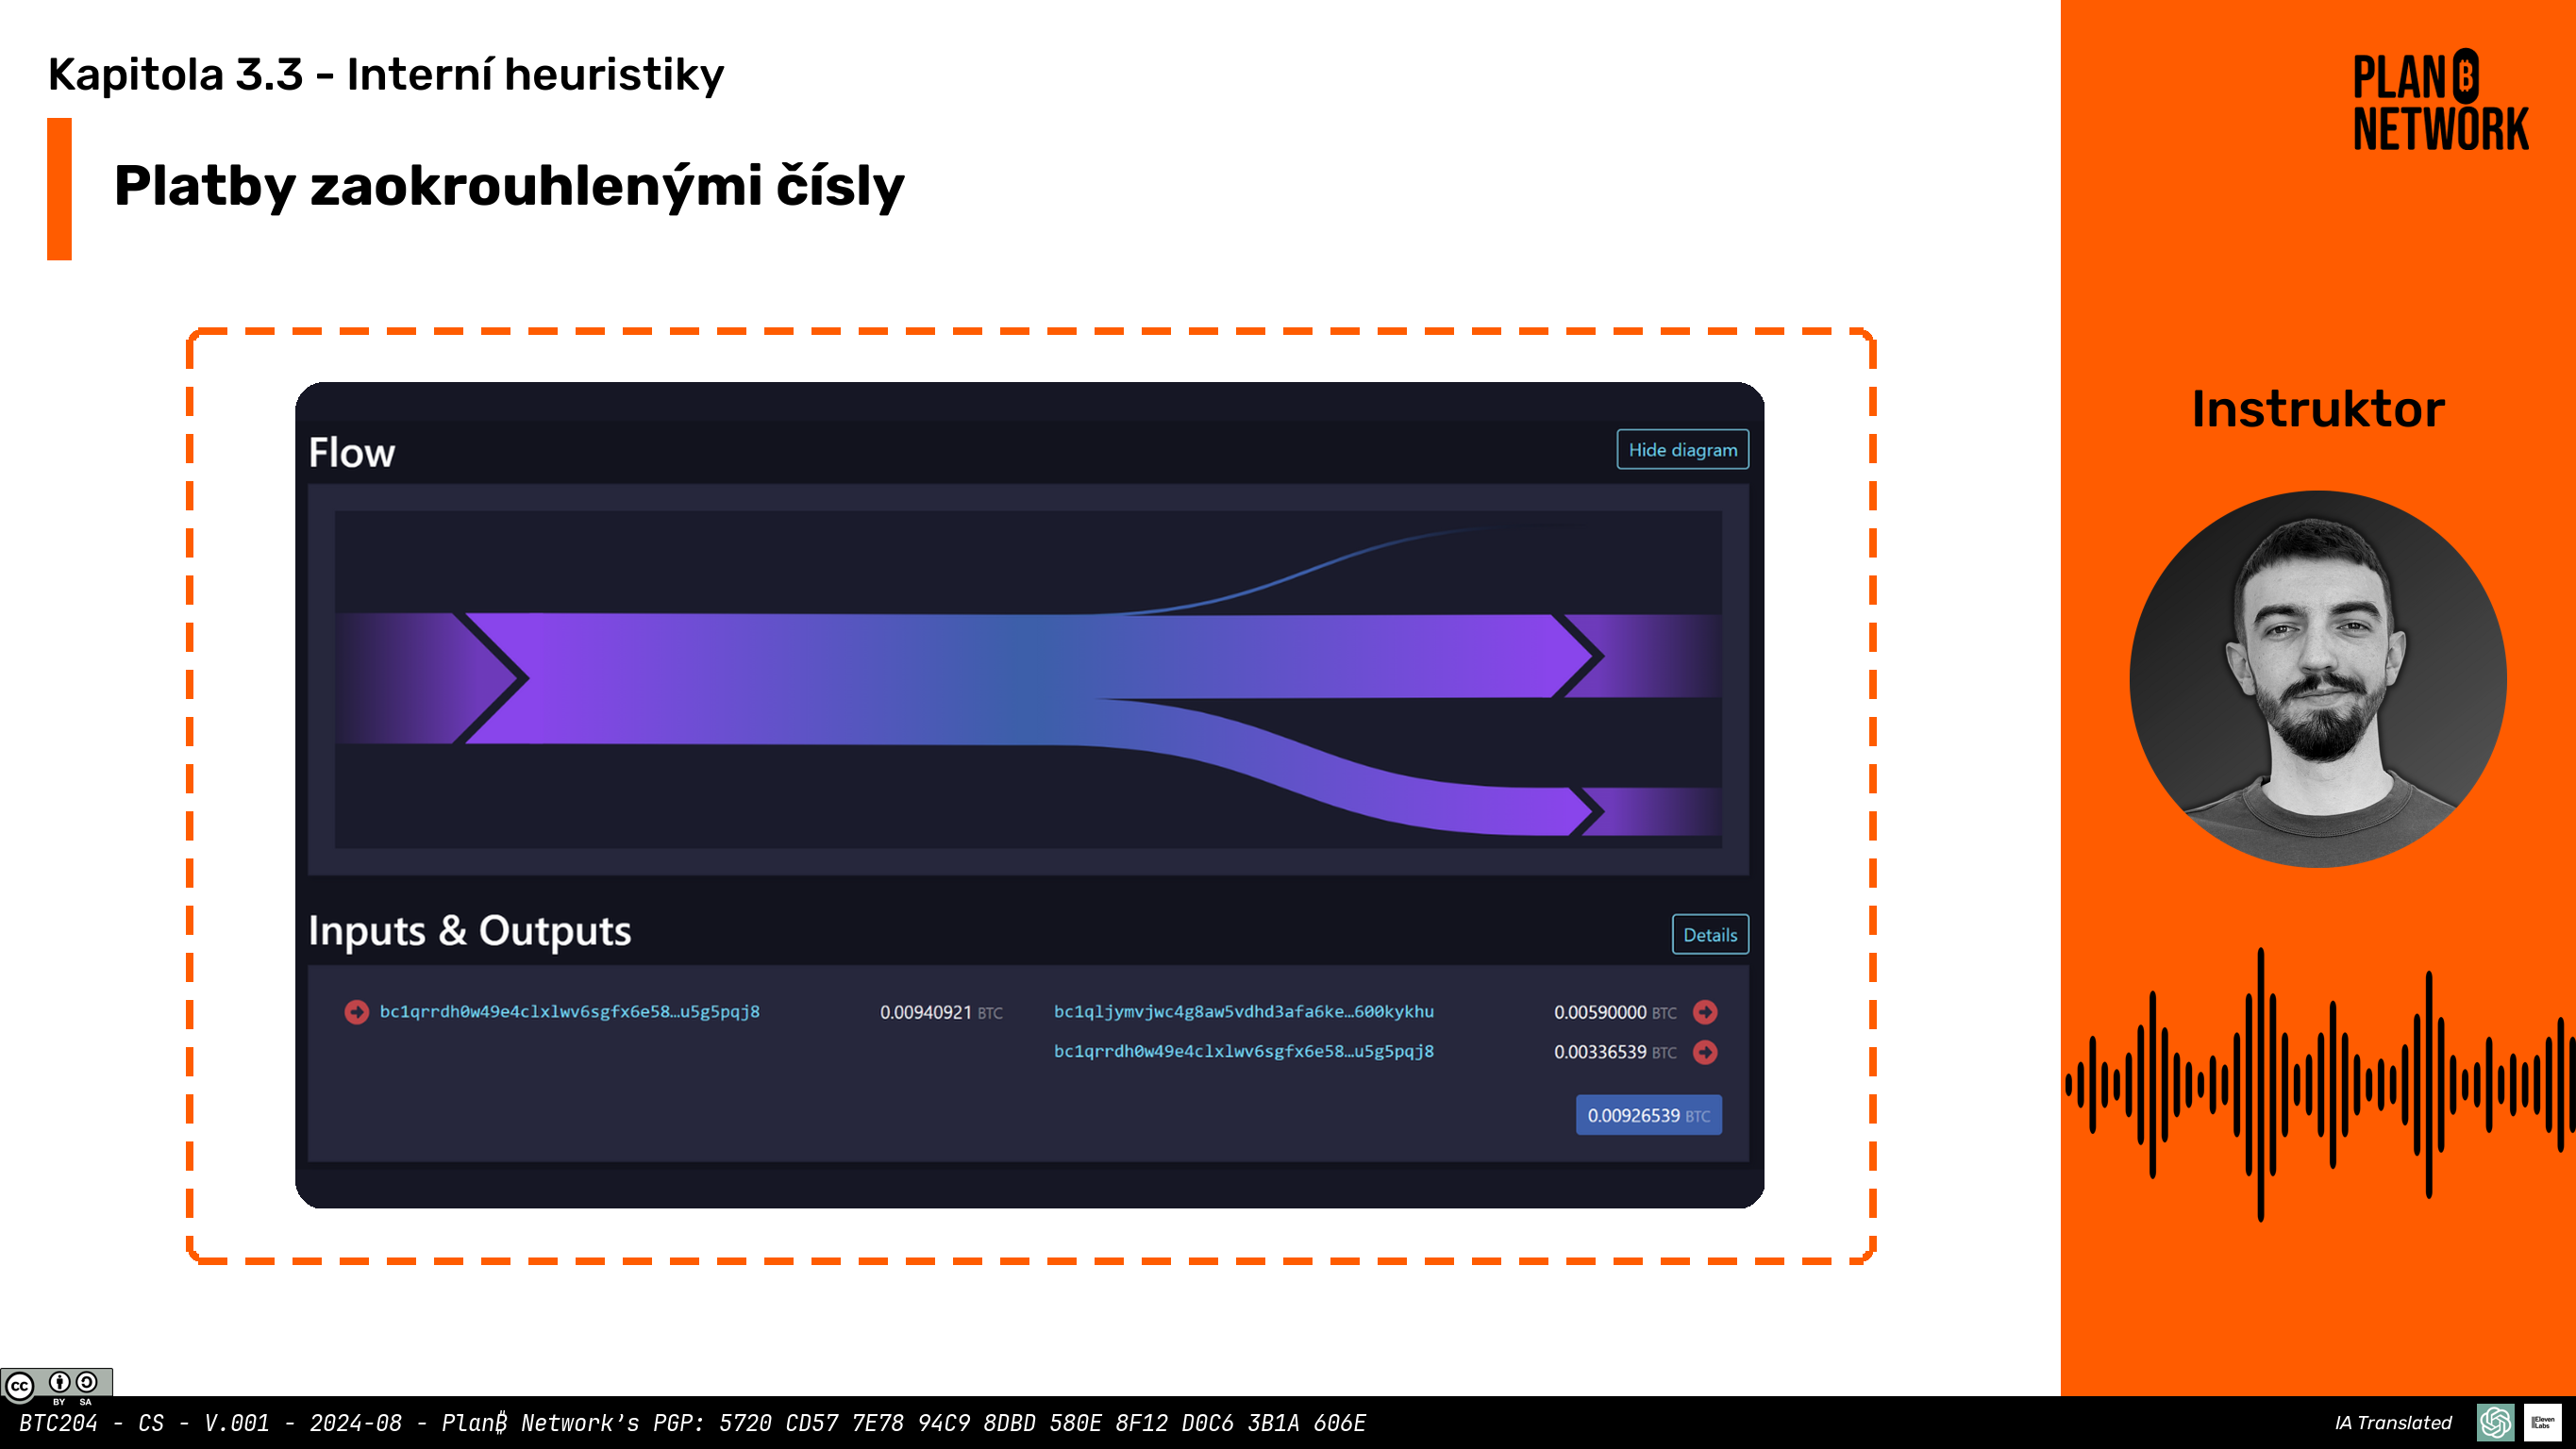 Kapitola 3.3 - Interní heuristiky
Platby zaokrouhlenými čísly
PLAN ₿
NETWORK
Instruktor
Flow
Hide diagram
Inputs & Outputs
Details
bc1qrrdh0w49e4clxlwv6sgfx6e58…u5g5pqj8 0.00940921 BTC bc1qljymvjwc4g8aw5vdhd3afa6ke…600kykhu 0.00590000 BTC
bc1qrrdh0w49e4clxlwv6sgfx6e58…u5g5pqj8 0.00336539 BTC
0.00926539 BTC
cc BY SA
BTC204 - CS - V.001 - 2024-08 - Plan₿ Network's PGP: 5720 CD57 7E78 94C9 8DBD 580E 8F12 D0C6 3B1A 606E
IA Translated
IIElevenLabs